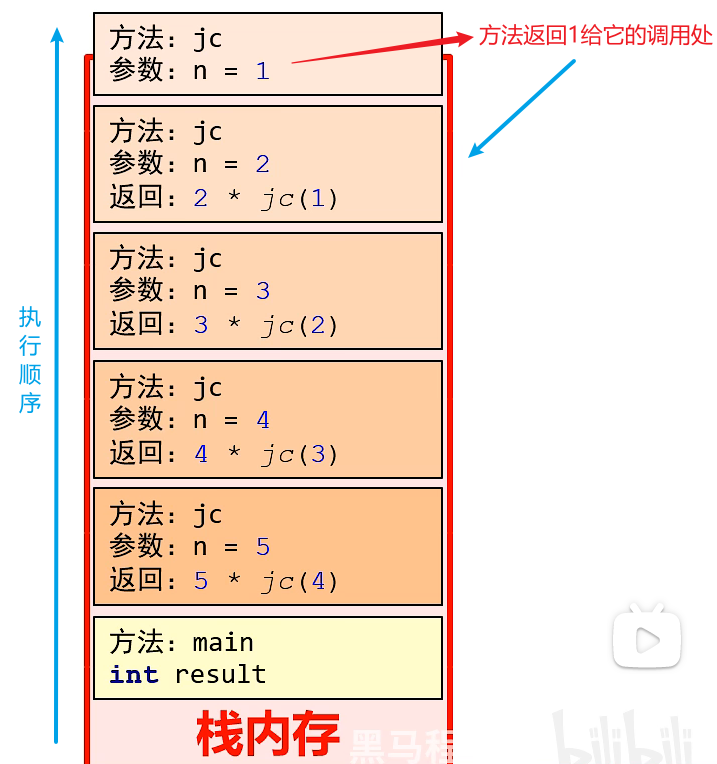 方法：jc
参数：n = 1
方法返回1给它的调用处
方法：jc
参数：n = 2
返回：2 * jc(1)
方法：jc
参数：n = 3
返回：3 * jc(2)
执
行
顺
序
方法：jc
参数：n = 4
返回：4 * jc(3)
方法：jc
参数：n = 5
返回：5 * jc(4)
方法：main
int result
栈内存
黑马程
bilibili